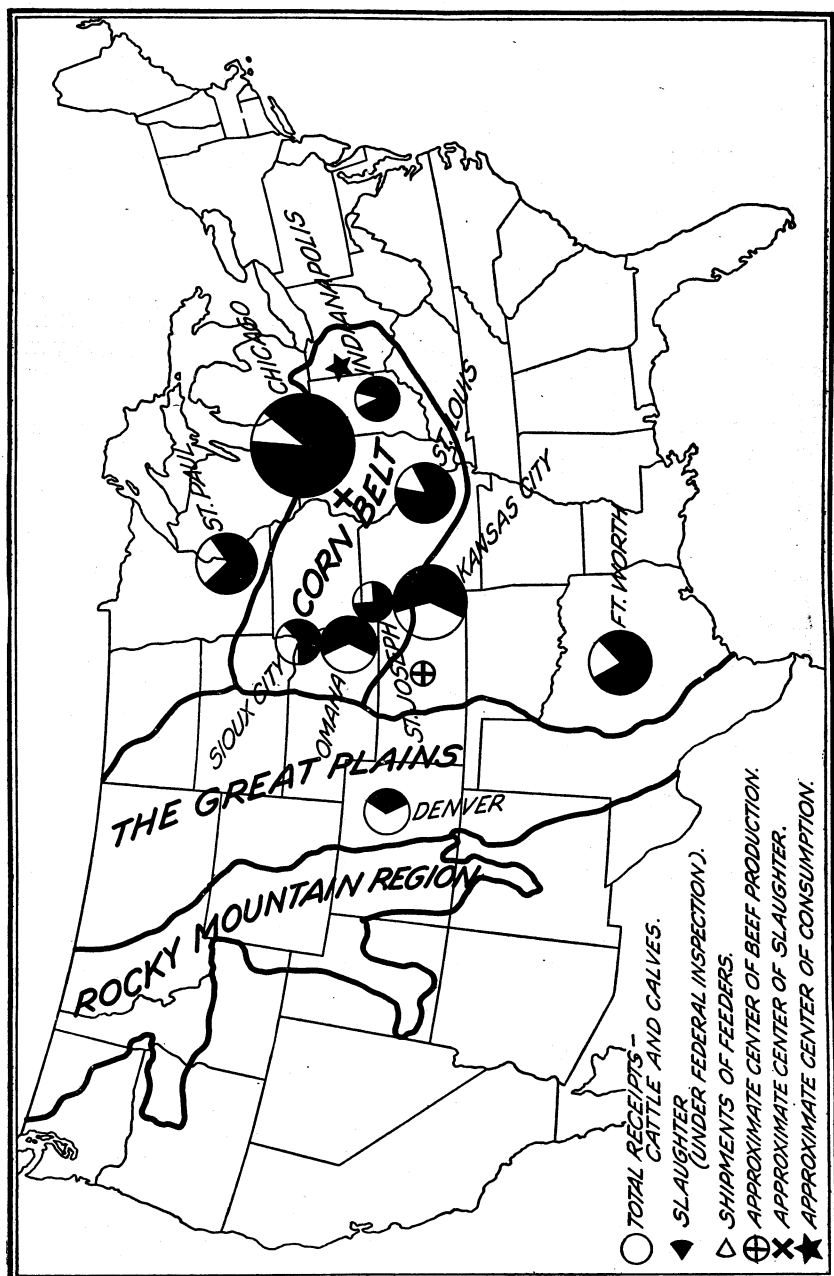 CHICAGO
INDIANAPOLIS
ST. PAUL
CORN BELT
ST. LOUIS
KANSAS CITY
FT. WORTH
SIOUX CITY
OMAHA
ST. JOSEPH
THE GREAT PLAINS
DENVER
ROCKY MOUNTAIN REGION
TOTAL RECEIPTS-
CATTLE AND CALVES.
SLAUGHTER
(UNDER FEDERAL INSPECTION).
SHIPMENTS OF FEEDERS.
APPROXIMATE CENTER OF BEEF PRODUCTION.
APPROXIMATE CENTER OF SLAUGHTER.
APPROXIMATE CENTER OF CONSUMPTION.